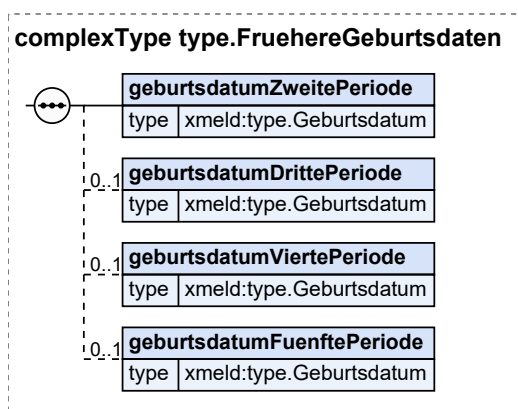 complexType type.FruehereGeburtsdaten
geburtsdatumZweitePeriode
type xmeld:type.Geburtsdatum
0..1 geburtsdatumDrittePeriode
type xmeld:type.Geburtsdatum
0..1 geburtsdatumViertePeriode
type xmeld:type.Geburtsdatum
0..1 geburtsdatumFuenftePeriode
type xmeld:type.Geburtsdatum